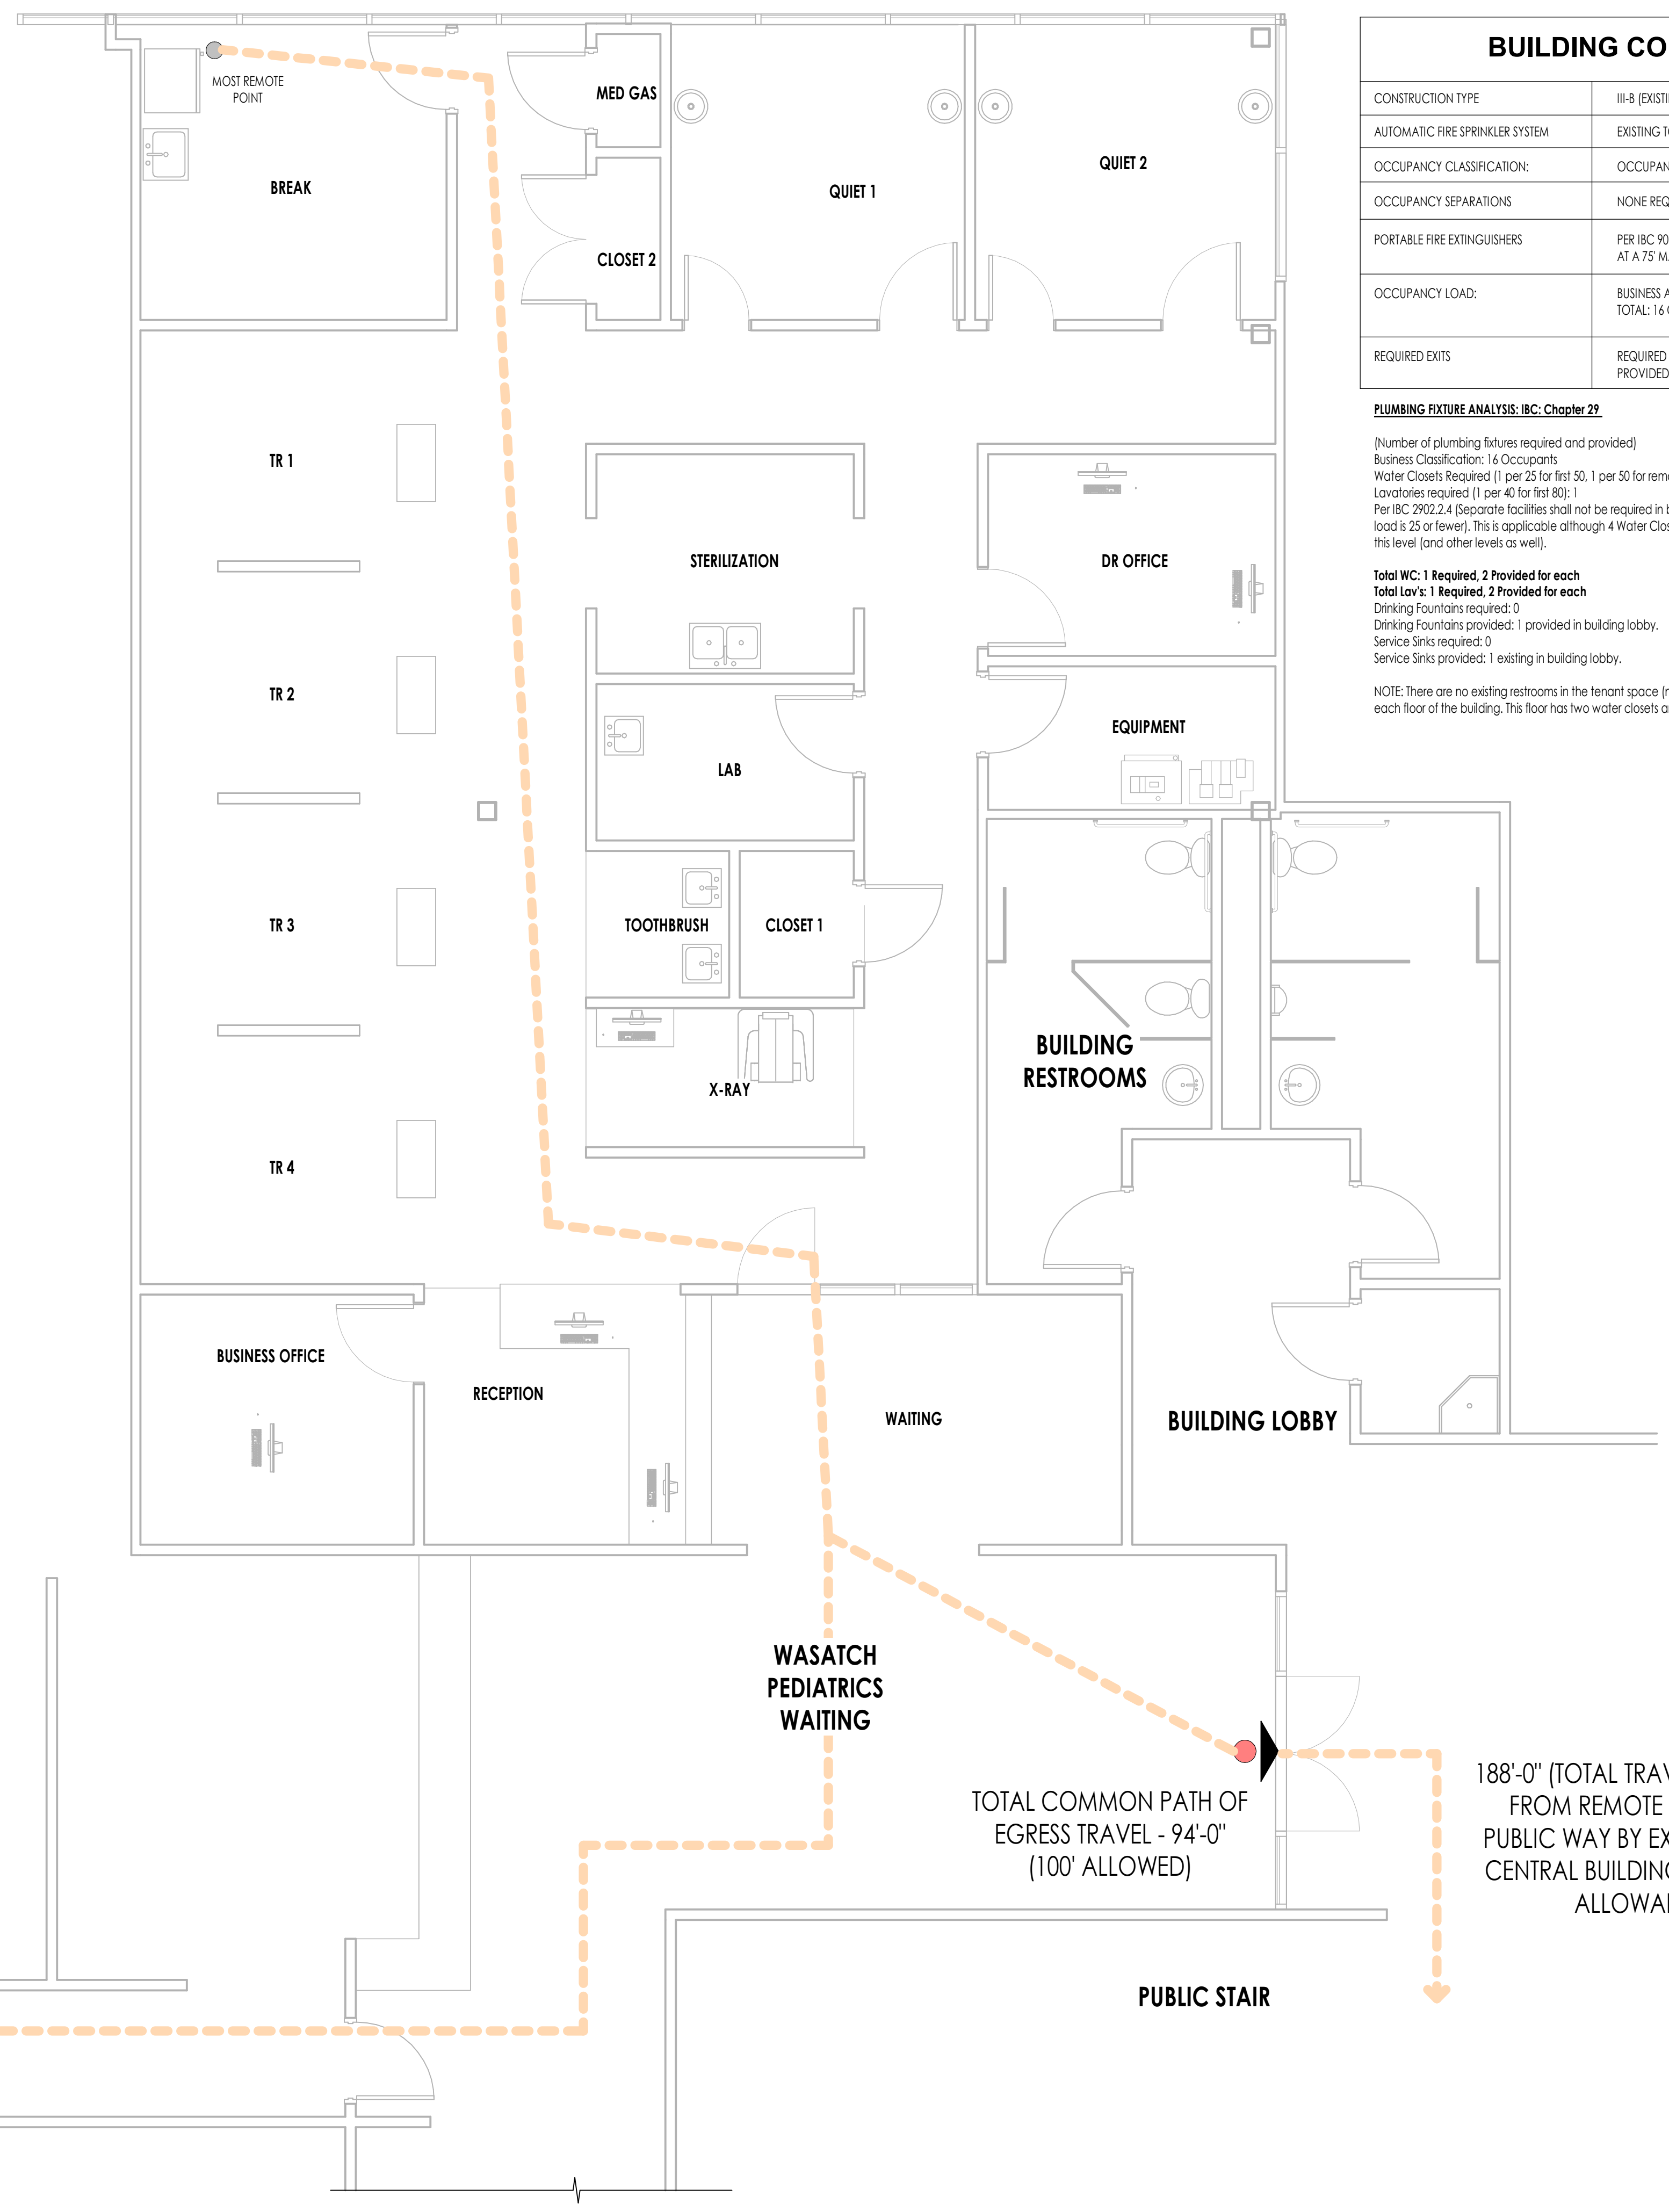 MOST REMOTE
POINT
BREAK
MED GAS
CLOSET 2
QUIET 1
QUIET 2
TR 1
TR 2
TR 3
TR 4
STERILIZATION
DR OFFICE
LAB
EQUIPMENT
TOOTHBRUSH
CLOSET 1
X-RAY
BUILDING
RESTROOMS
BUSINESS OFFICE
RECEPTION
WAITING
BUILDING LOBBY
WASATCH
PEDIATRICS
WAITING
TOTAL COMMON PATH OF
EGRESS TRAVEL - 94'-0"
(100' ALLOWED)
PUBLIC STAIR
188'-0" (TOTAL TRAV
FROM REMOTE
PUBLIC WAY BY EX
CENTRAL BUILDING
ALLOWA
BUILDING CO
CONSTRUCTION TYPE
III-B (EXISTI
AUTOMATIC FIRE SPRINKLER SYSTEM
EXISTING T
OCCUPANCY CLASSIFICATION:
OCCUPAN
OCCUPANCY SEPARATIONS
NONE REQ
PORTABLE FIRE EXTINGUISHERS
PER IBC 90
AT A 75' M
OCCUPANCY LOAD:
BUSINESS A
TOTAL: 16
REQUIRED EXITS
REQUIRED
PROVIDED
PLUMBING FIXTURE ANALYSIS: IBC: Chapter 29
(Number of plumbing fixtures required and provided)
Business Classification: 16 Occupants
Water Closets Required (1 per 25 for first 50, 1 per 50 for rem
Lavatories required (1 per 40 for first 80): 1
Per IBC 2902.2.4 (Separate facilities shall not be required in
load is 25 or fewer). This is applicable although 4 Water Clos
this level (and other levels as well).
Total WC: 1 Required, 2 Provided for each
Total Lav's: 1 Required, 2 Provided for each
Drinking Fountains required: 0
Drinking Fountains provided: 1 provided in building lobby.
Service Sinks required: 0
Service Sinks provided: 1 existing in building lobby.
NOTE: There are no existing restrooms in the tenant space (
each floor of the building. This floor has two water closets a